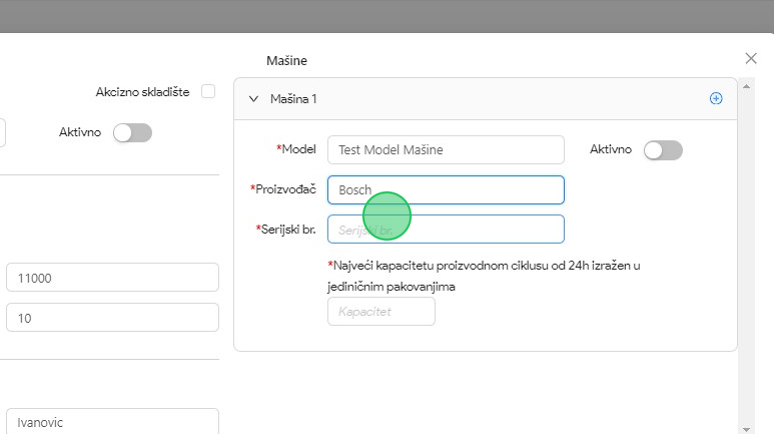 Mašine
Akcizno skladište
Mašina 1
Aktivno
*Model
Test Model Mašine
Aktivno
*Proizvođač
Bosch
*Serijski br.
Serijski br.
*Najveći kapacitetu proizvodnom ciklusu od 24h izražen u
jediničnim pakovanjima
Kapacitet
11000
10
Ivanovic